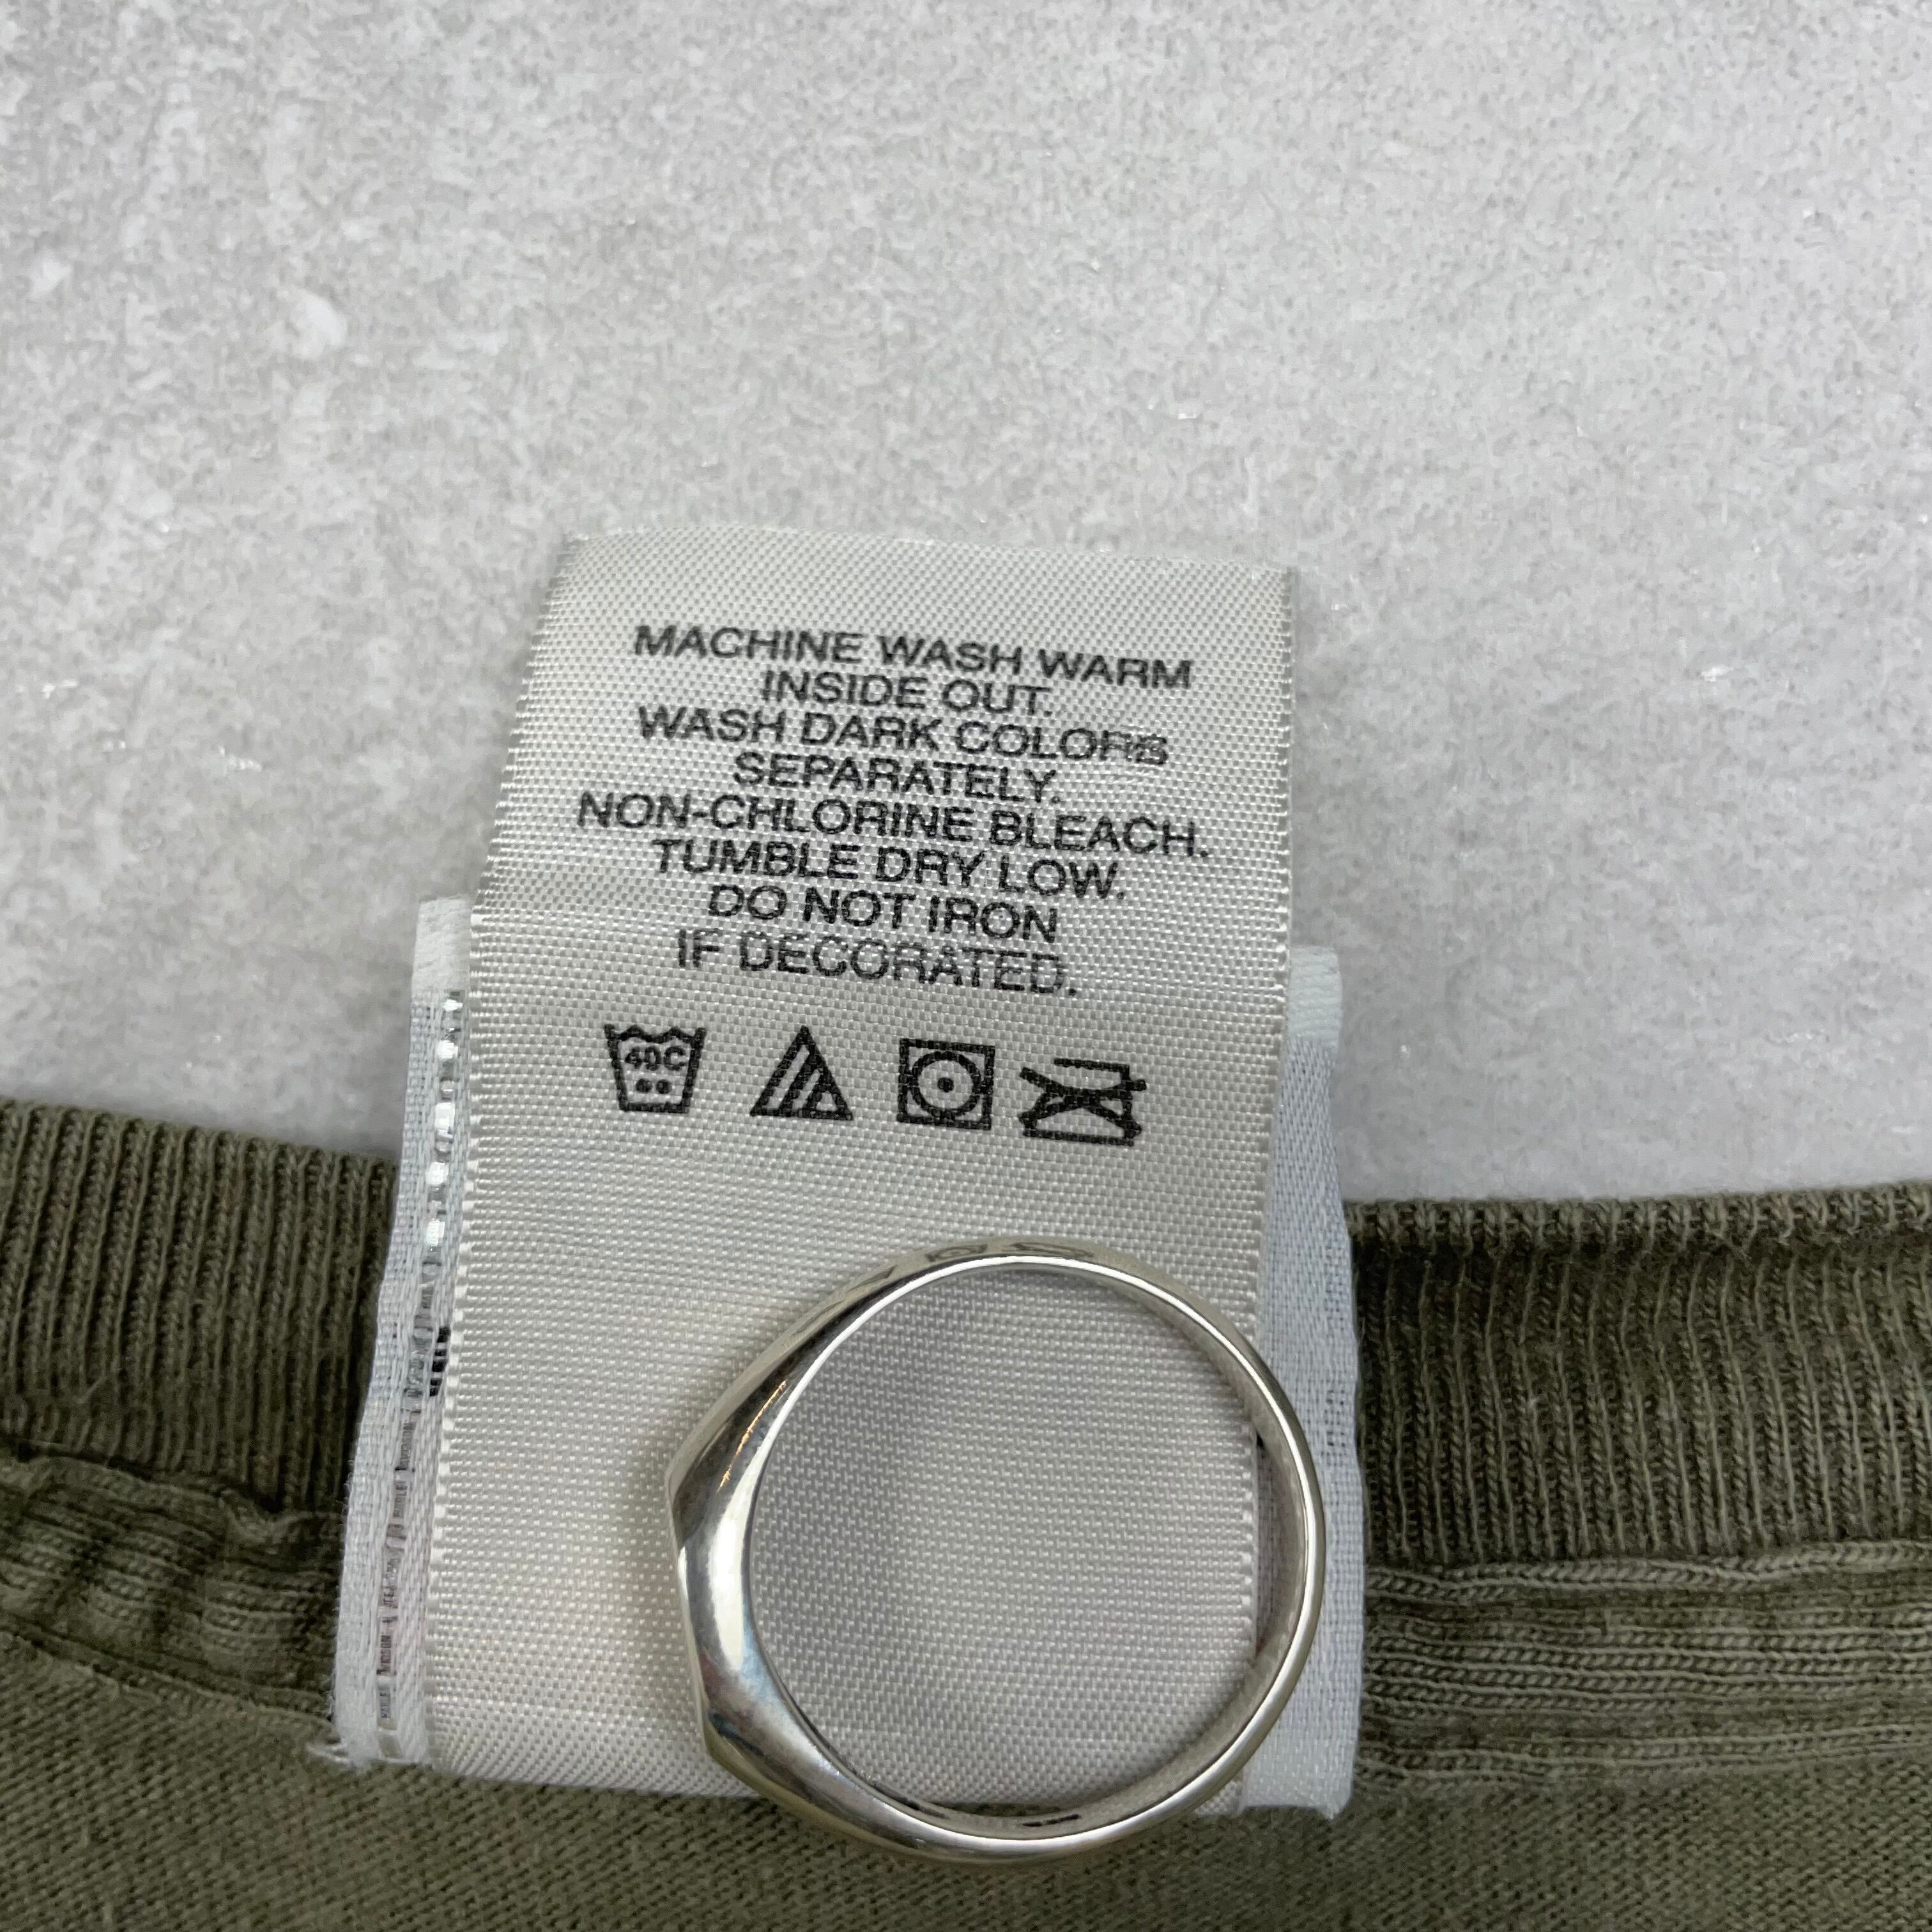 MACHINE WASH WARM
INSIDE OUT.
WASH DARK COLORS
SEPARATELY.
NON-CHLORINE BLEACH.
TUMBLE DRY LOW.
DO NOT IRON
IF DECORATED.
40C